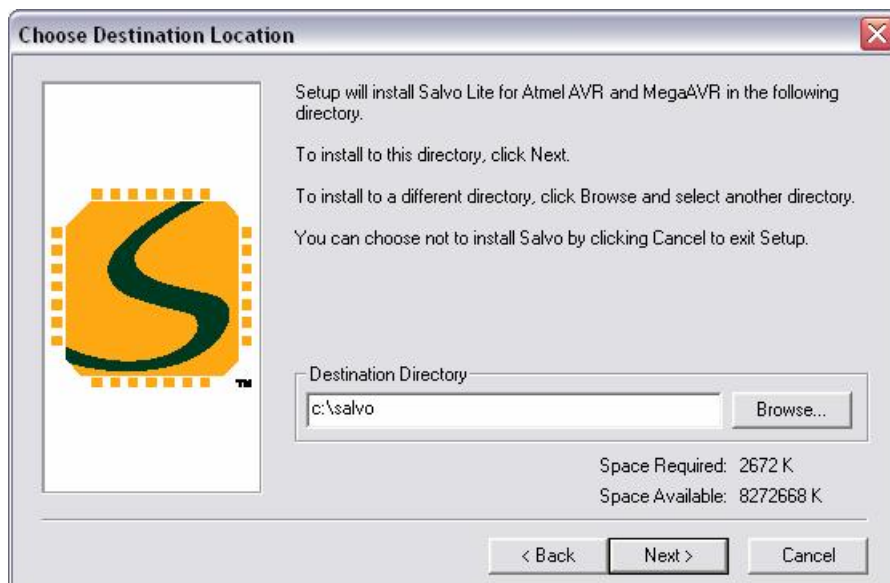 Choose Destination Location
Setup will install Salvo Lite for Atmel AVR and MegaAVR in the following
directory.
To install to this directory, click Next.
To install to a different directory, click Browse and select another directory.
You can choose not to install Salvo by clicking Cancel to exit Setup.
TM
Destination Directory
c:\salvo
Browse...
Space Required: 2672 K
Space Available: 8272668 K
< Back
Next >
Cancel